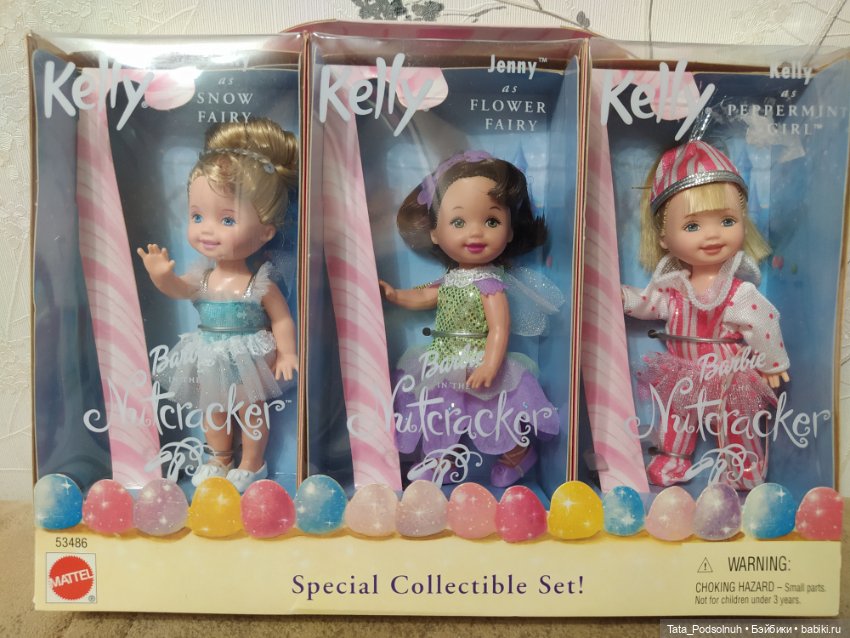 Kelly
as
SNOW
FAIRY
Kelly
Jenny™
as
FLOWER
FAIRY
Kelly
Kelly
as
PEPPERMINT
GIRL™
Barbie
IN THE
Nutcracker™
Barbie
IN THE
Nutcracker
Barbie
IN THE
Nutcracker
53486
MATTEL
®
Special Collectible Set!
⚠ WARNING:
CHOKING HAZARD – Small parts.
Not for children under 3 years.
Tata_Podsolnuh • Бэйбики • babiki.ru